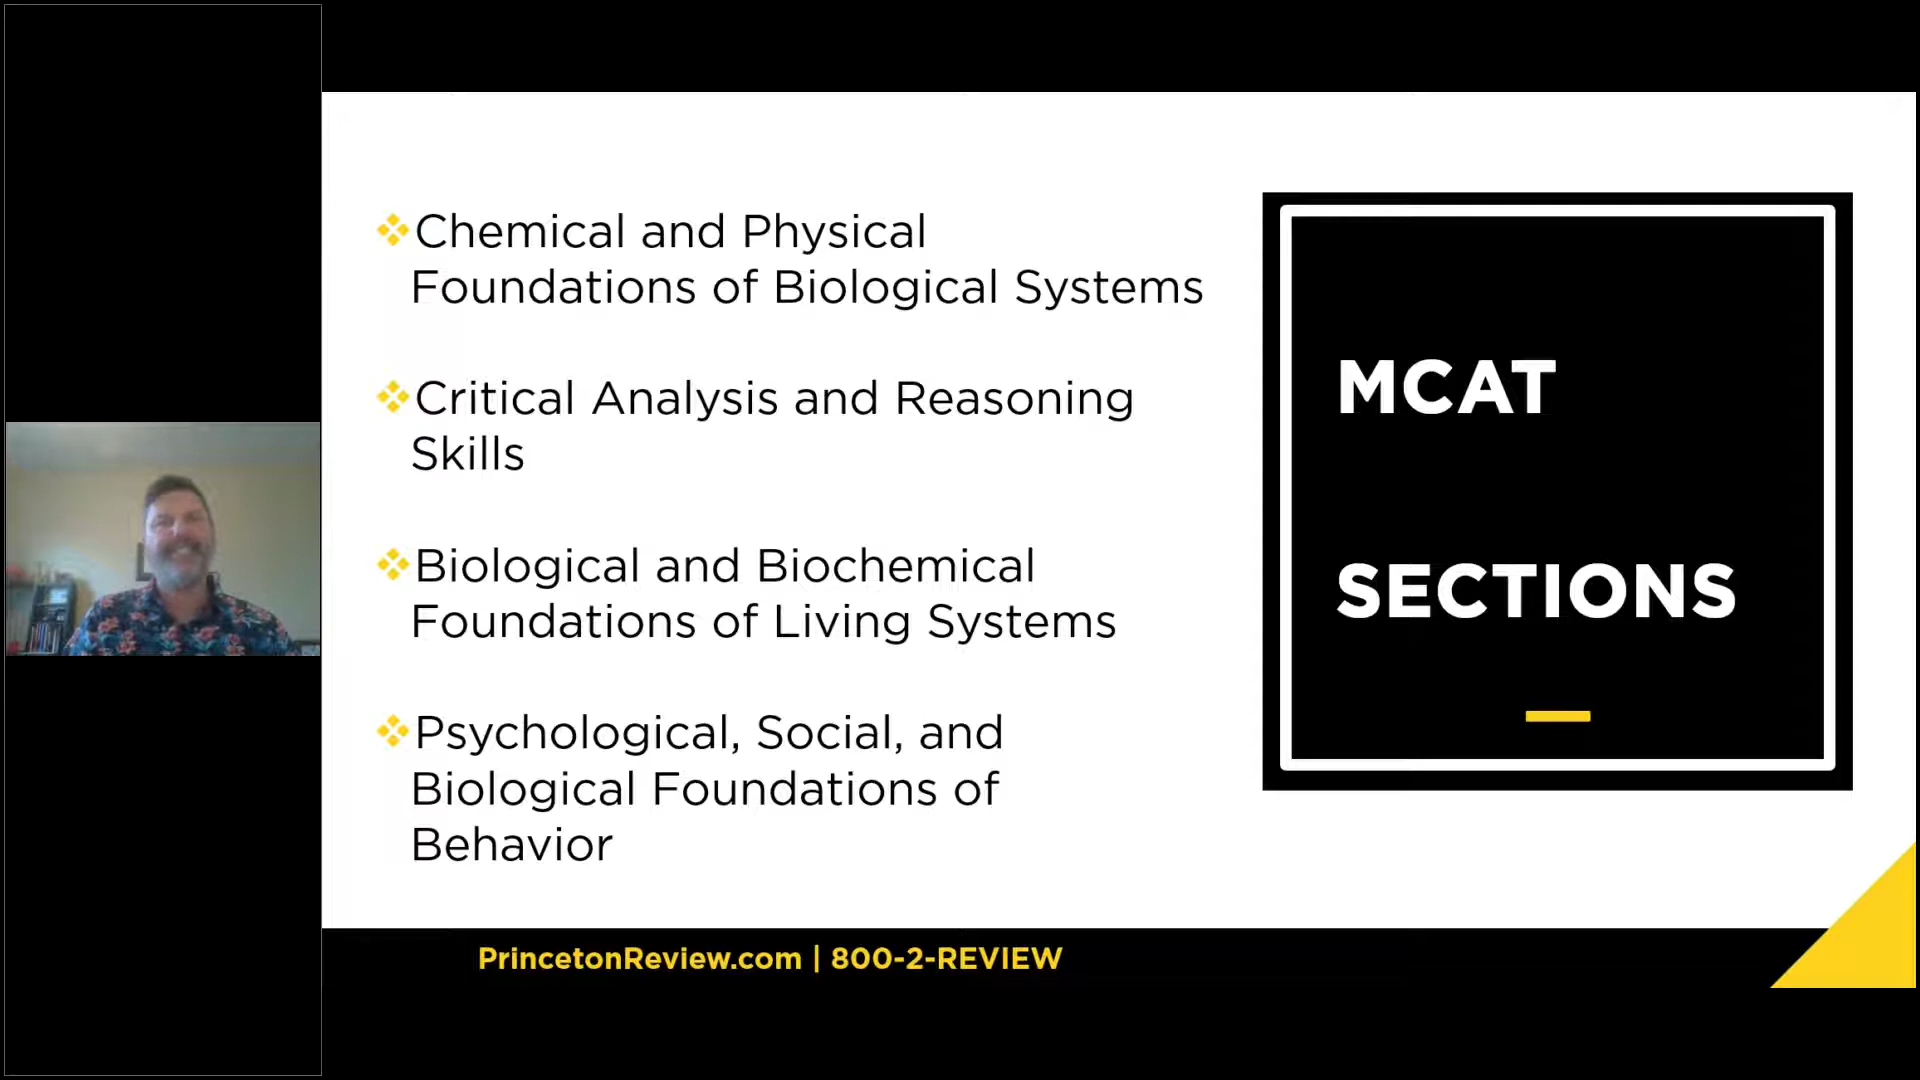 Chemical and Physical
Foundations of Biological Systems
Critical Analysis and Reasoning
Skills
Biological and Biochemical
Foundations of Living Systems
Psychological, Social, and
Biological Foundations of
Behavior
MCAT
SECTIONS
PrincetonReview.com | 800-2-REVIEW